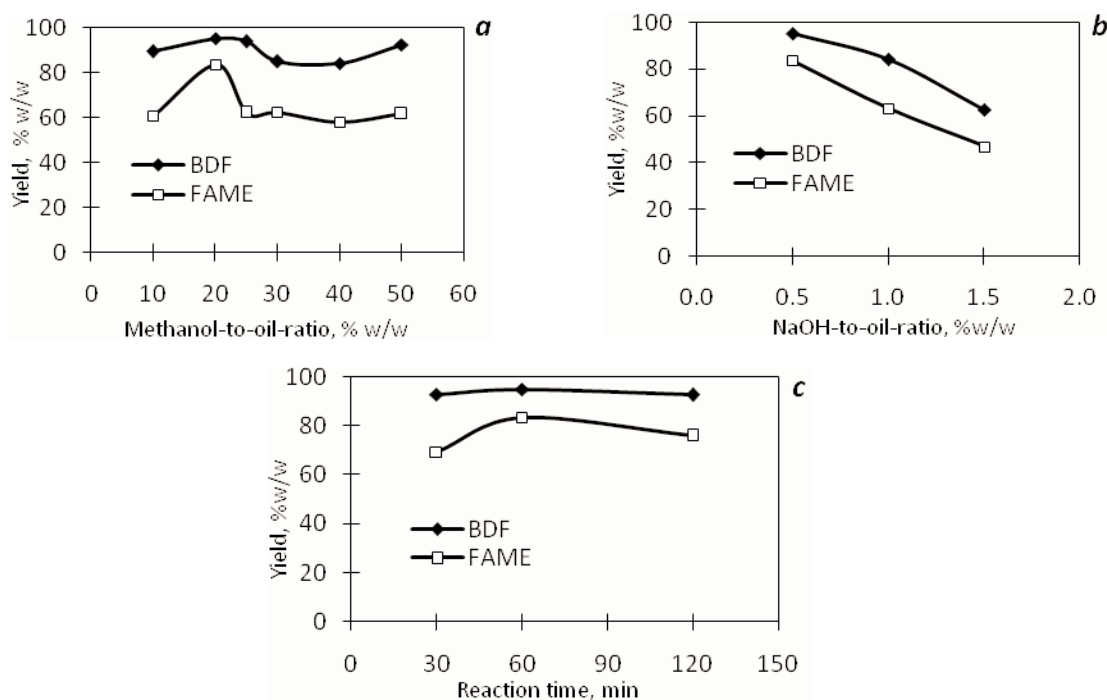 a
100
80
60
40
20
0
Yield, % w/w
BDF
FAME
0 10 20 30 40 50 60
Methanol-to-oil-ratio, % w/w
b
100
80
60
40
20
0
Yield, %w/w
BDF
FAME
0.0 0.5 1.0 1.5 2.0
NaOH-to-oil-ratio, %w/w
c
100
80
60
40
20
0
Yield, %w/w
BDF
FAME
0 30 60 90 120 150
Reaction time, min